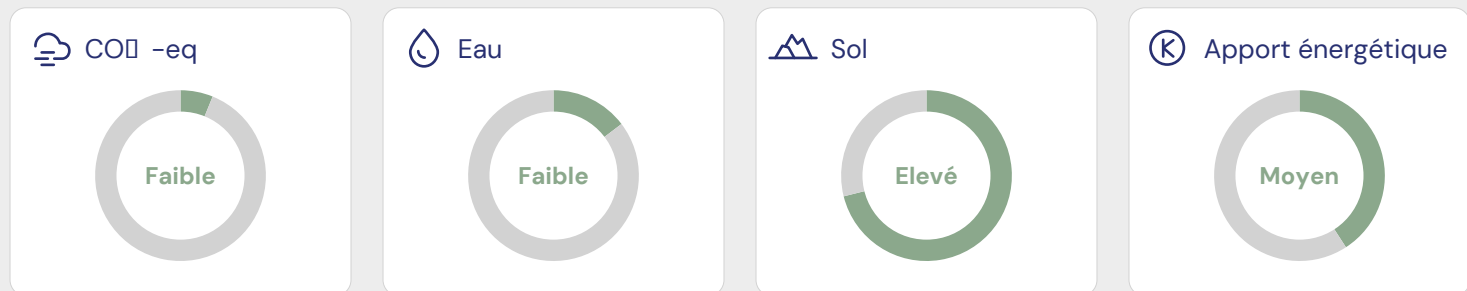 CO▯ -eq
Faible
Eau
Faible
Sol
Elevé
Apport énergétique
Moyen